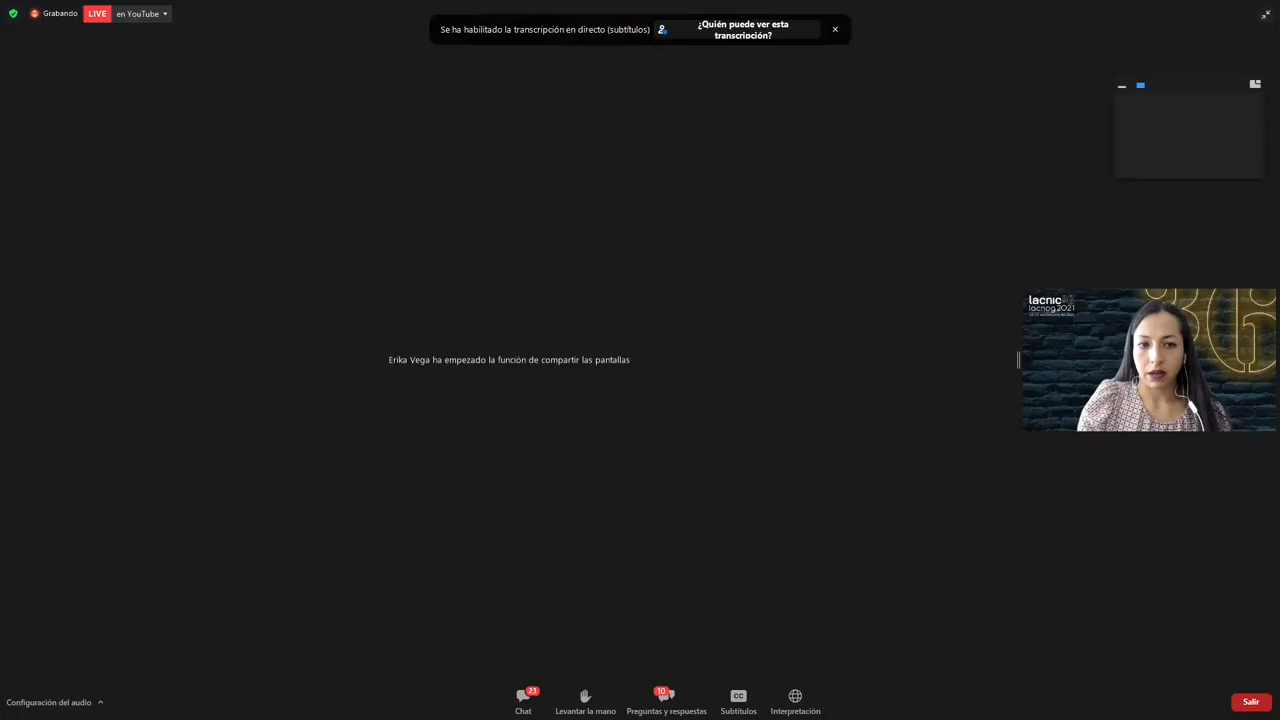 Grabando
LIVE en YouTube
Se ha habilitado la transcripción en directo (subtítulos)
¿Quién puede ver esta
transcripción?
lacnic
lacnog 2021
Erika Vega ha empezado la función de compartir las pantallas
Configuración del audio
23
Chat
Levantar la mano
10
Preguntas y respuestas
CC
Subtítulos
Interpretación
Salir